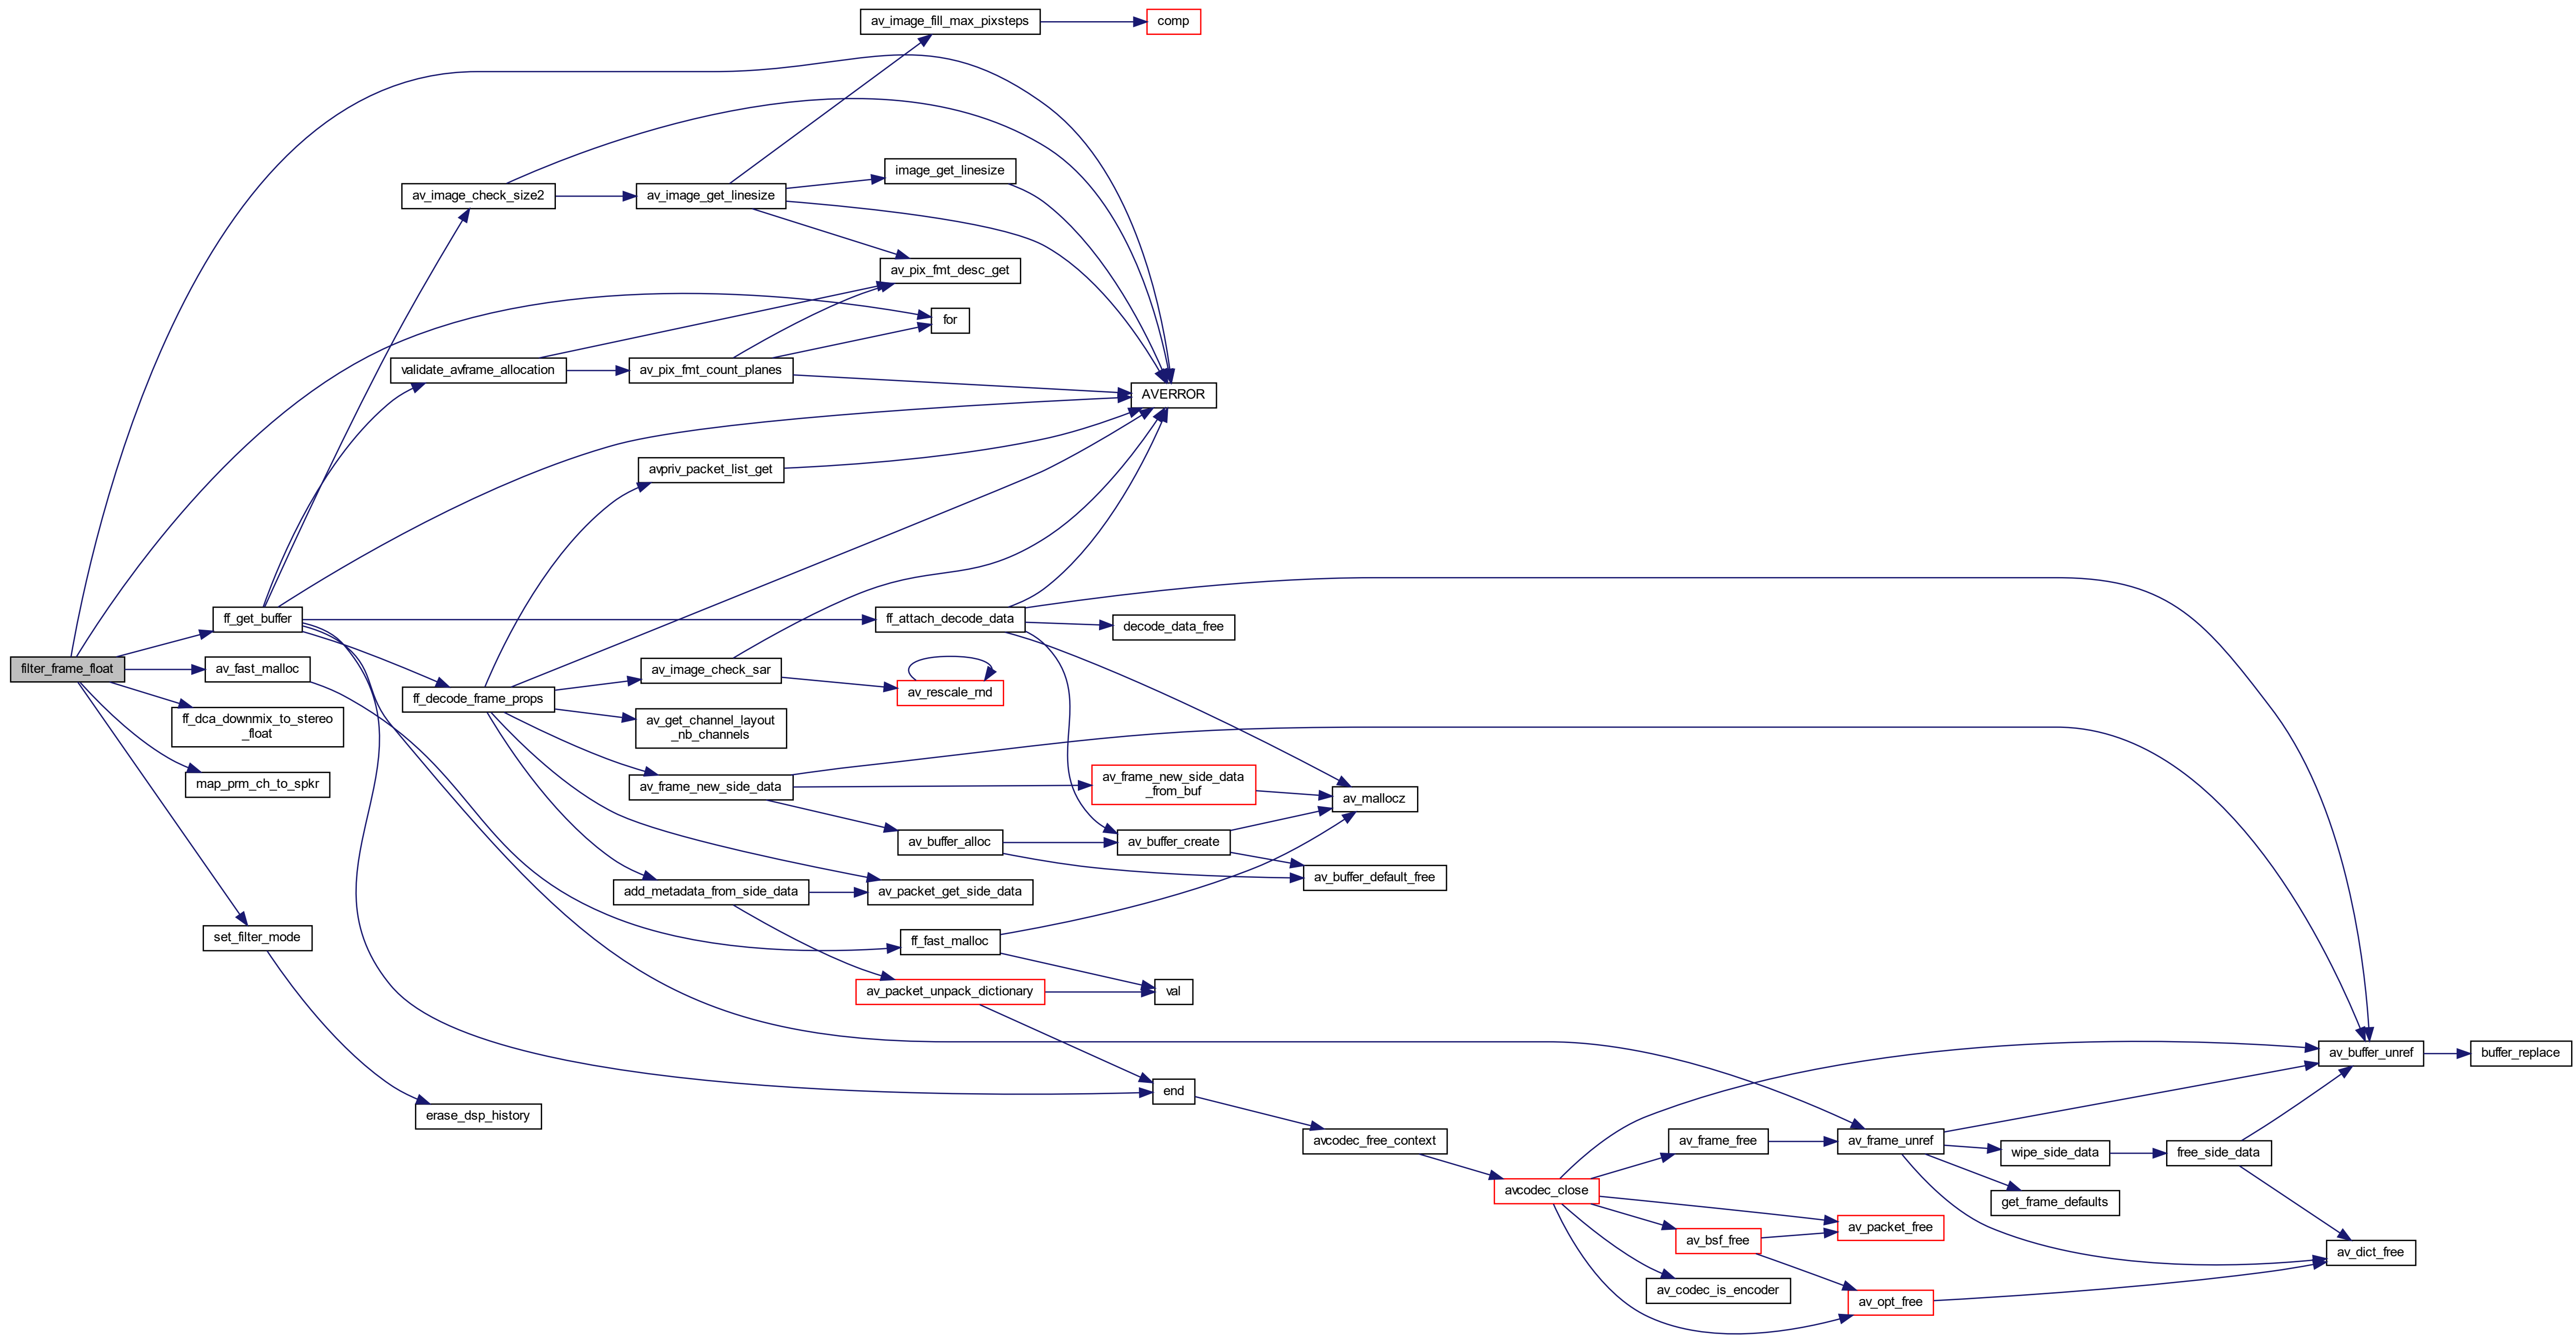 av_image_fill_max_pixsteps
comp
image_get_linesize
av_image_check_size2
av_image_get_linesize
av_pix_fmt_desc_get
for
validate_avframe_allocation
av_pix_fmt_count_planes
AVERROR
avpriv_packet_list_get
ff_get_buffer
ff_attach_decode_data
decode_data_free
filter_frame_float
av_fast_malloc
av_image_check_sar
av_rescale_rnd
ff_decode_frame_props
ff_dca_downmix_to_stereo
_float
av_get_channel_layout
_nb_channels
map_prm_ch_to_spkr
av_frame_new_side_data
av_frame_new_side_data
_from_buf
av_mallocz
av_buffer_alloc
av_buffer_create
av_buffer_default_free
add_metadata_from_side_data
av_packet_get_side_data
set_filter_mode
ff_fast_malloc
av_packet_unpack_dictionary
val
av_buffer_unref
buffer_replace
end
erase_dsp_history
avcodec_free_context
av_frame_free
av_frame_unref
wipe_side_data
free_side_data
avcodec_close
get_frame_defaults
av_packet_free
av_bsf_free
av_dict_free
av_codec_is_encoder
av_opt_free